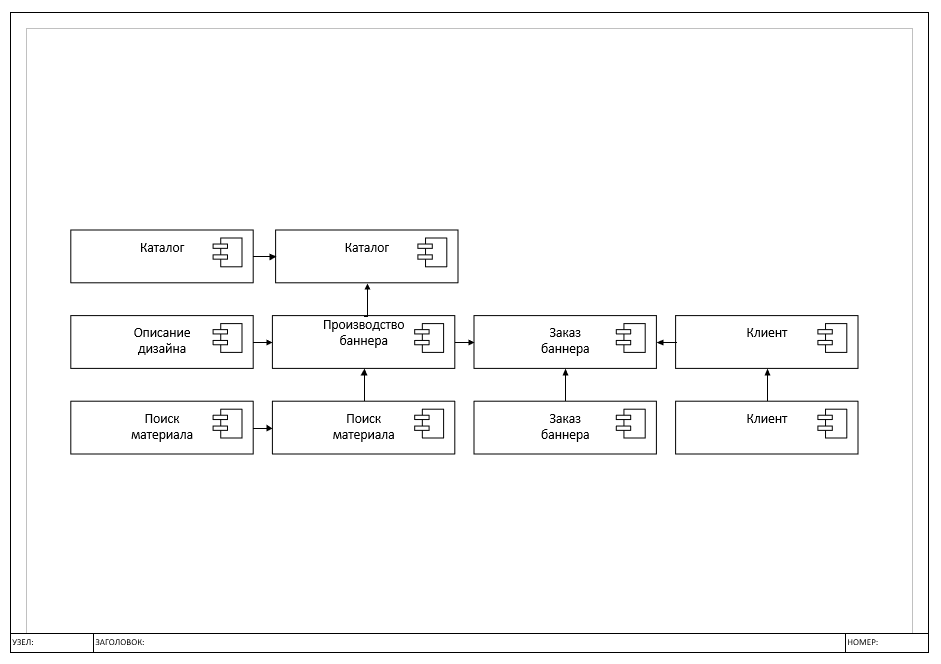 Каталог
Каталог
Описание
дизайна
Производство
баннера
Заказ
баннера
Клиент
Поиск
материала
Поиск
материала
Заказ
баннера
Клиент
УЗЕЛ:
ЗАГОЛОВОК:
НОМЕР: